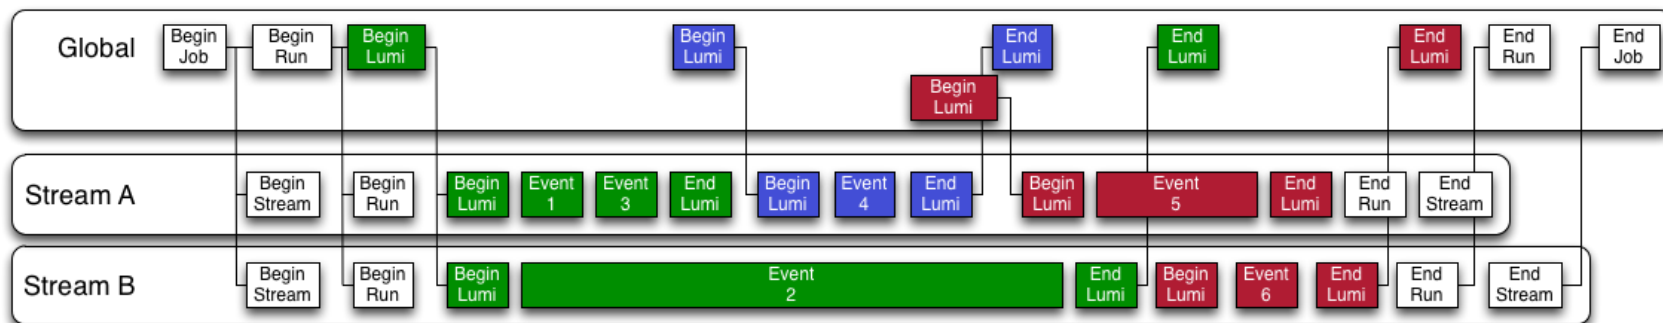 Global
Begin
Job
Begin
Run
Begin
Lumi
Begin
Lumi
Begin
Lumi
End
Lumi
End
Lumi
End
Lumi
End
Run
End
Job
Stream A
Begin
Stream
Begin
Run
Begin
Lumi
Event
1
Event
3
End
Lumi
Begin
Lumi
Event
4
End
Lumi
Begin
Lumi
Event
5
End
Lumi
End
Run
End
Stream
Stream B
Begin
Stream
Begin
Run
Begin
Lumi
Event
2
End
Lumi
Begin
Lumi
Event
6
End
Lumi
End
Run
End
Stream